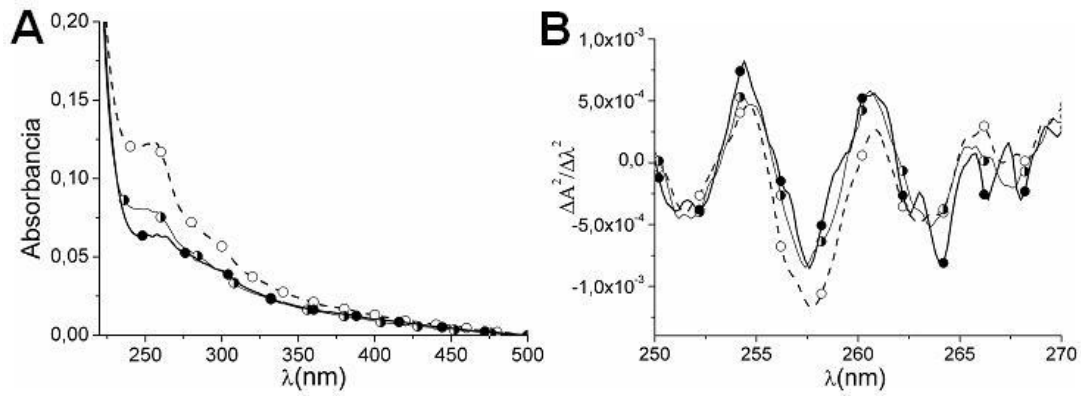 A
Absorbancia
0,20
0,15
0,10
0,05
0,00
250 300 350 400 450 500
λ(nm)
B
ΔA²/Δλ²
1,0x10⁻³
5,0x10⁻⁴
0,0
-5,0x10⁻⁴
-1,0x10⁻³
250 255 260 265 270
λ(nm)